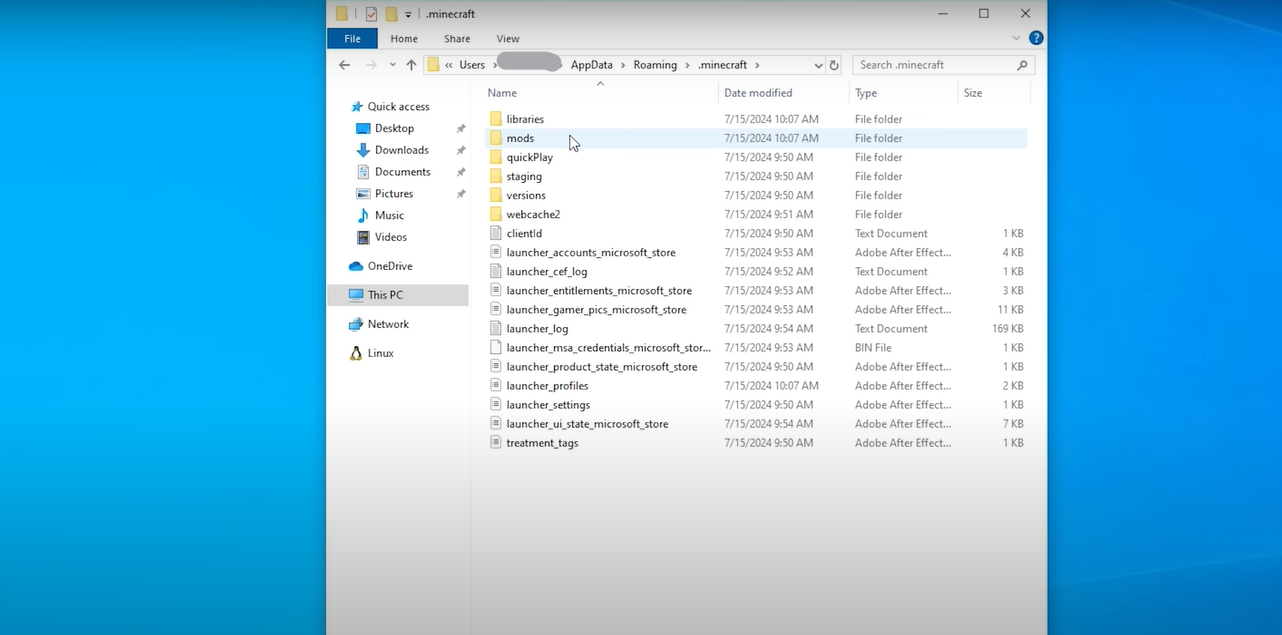 .minecraft
File Home Share View
« Users › › AppData › Roaming › .minecraft › Search .minecraft
Name Date modified Type Size
Quick access
Desktop
Downloads
Documents
Pictures
Music
Videos
OneDrive
This PC
Network
Linux
libraries 7/15/2024 10:07 AM File folder
mods 7/15/2024 10:07 AM File folder
quickPlay 7/15/2024 9:50 AM File folder
staging 7/15/2024 9:50 AM File folder
versions 7/15/2024 9:50 AM File folder
webcache2 7/15/2024 9:51 AM File folder
clientId 7/15/2024 9:50 AM Text Document 1 KB
launcher_accounts_microsoft_store 7/15/2024 9:53 AM Adobe After Effect... 4 KB
launcher_cef_log 7/15/2024 9:52 AM Text Document 1 KB
launcher_entitlements_microsoft_store 7/15/2024 9:53 AM Adobe After Effect... 3 KB
launcher_gamer_pics_microsoft_store 7/15/2024 9:53 AM Adobe After Effect... 11 KB
launcher_log 7/15/2024 9:54 AM Text Document 169 KB
launcher_msa_credentials_microsoft_stor... 7/15/2024 9:53 AM BIN File 1 KB
launcher_product_state_microsoft_store 7/15/2024 9:50 AM Adobe After Effect... 1 KB
launcher_profiles 7/15/2024 10:07 AM Adobe After Effect... 2 KB
launcher_settings 7/15/2024 9:50 AM Adobe After Effect... 1 KB
launcher_ui_state_microsoft_store 7/15/2024 9:54 AM Adobe After Effect... 7 KB
treatment_tags 7/15/2024 9:50 AM Adobe After Effect... 1 KB